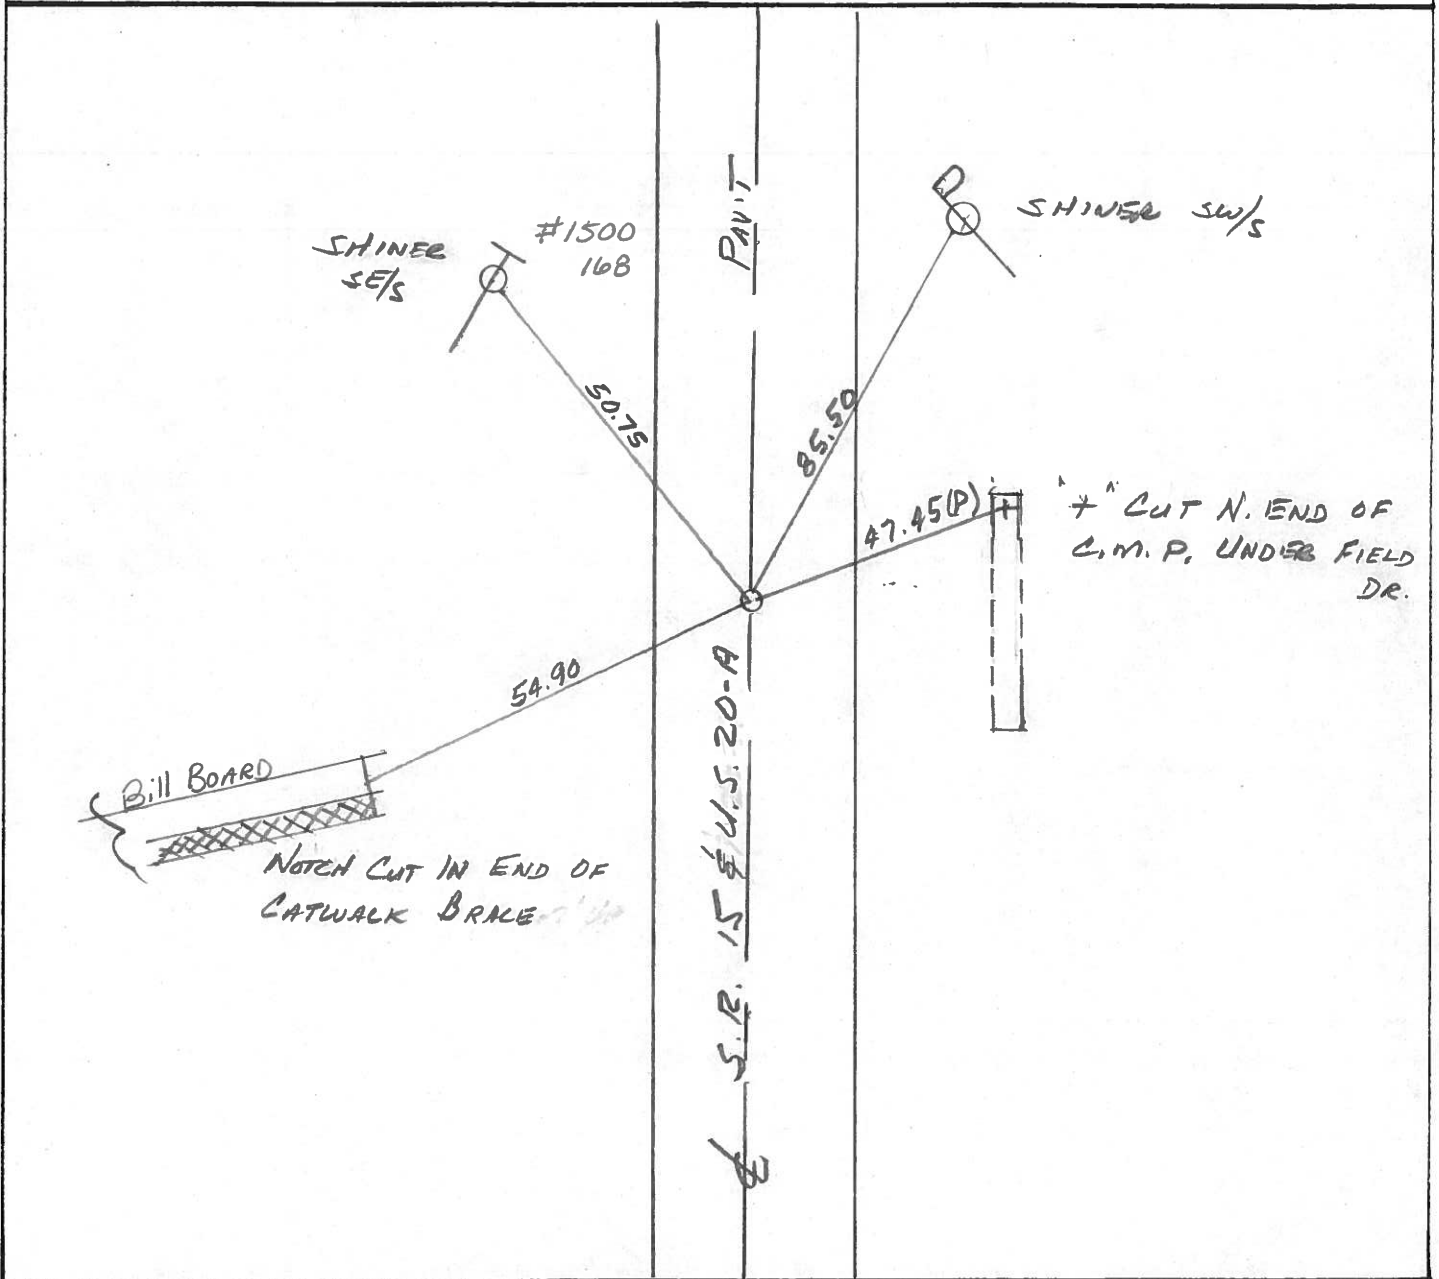 PAV'T
SHINER
SE/S
#1500
168
SHINER SW/S
50.75
85.50
47.45(P)
"+" CUT N. END OF
C.M.P. UNDER FIELD
DR.
54.90
Bill BOARD
NOTCH CUT IN END OF
CATWALK BRACE
℄ S.R. 15 & U.S. 20-A